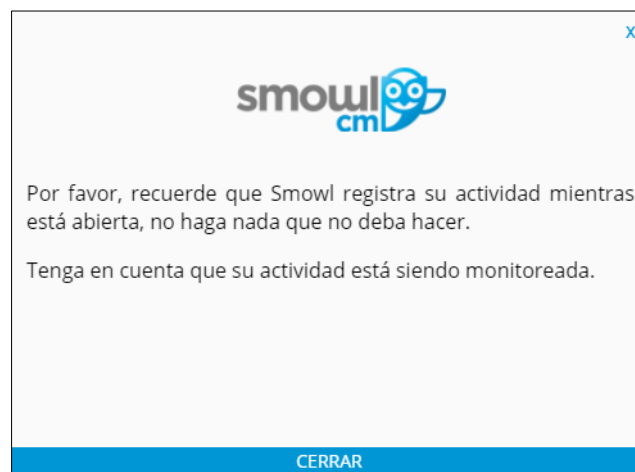 x
smowl
cm
Por favor, recuerde que Smowl registra su actividad mientras
está abierta, no haga nada que no deba hacer.
Tenga en cuenta que su actividad está siendo monitoreada.
CERRAR